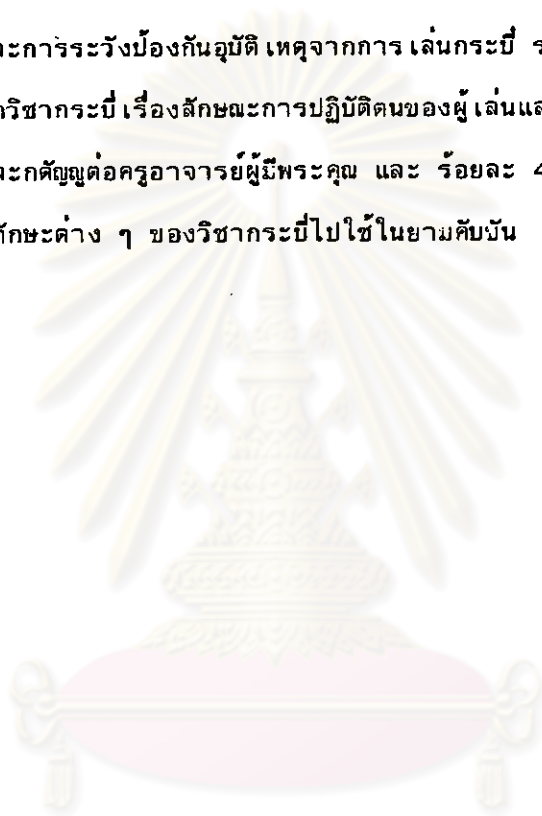 ละการระวังป้องกันอุบัติเหตุจากการเล่นกระบี่
วิชากระบี่เรื่องลักษณะการปฏิบัติตนของผู้เล่นและ
ละกตัญญูต่อครูอาจารย์ผู้มีพระคุณ และ ร้อยละ 4
ทักษะต่าง ๆ ของวิชากระบี่ไปใช้ในยามคับขัน